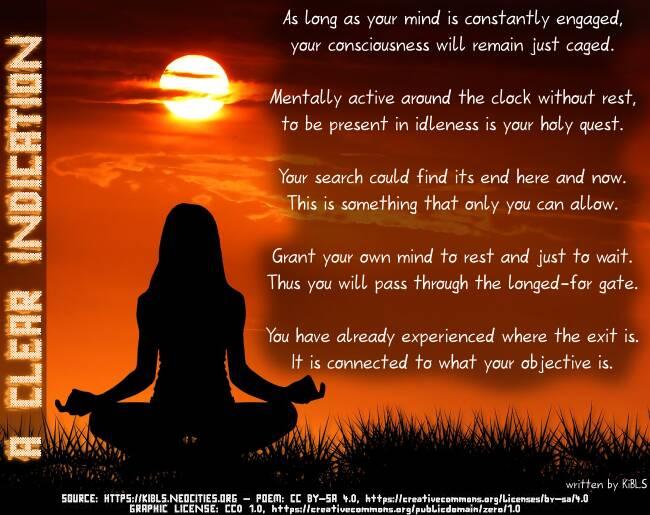 A CLEAR INDICATION
As long as your mind is constantly engaged,
your consciousness will remain just caged.
Mentally active around the clock without rest,
to be present in idleness is your holy quest.
Your search could find its end here and now.
This is something that only you can allow.
Grant your own mind to rest and just to wait.
Thus you will pass through the longed-for gate.
You have already experienced where the exit is.
It is connected to what your objective is.
written by KiBLS
SOURCE: HTTPS://KIBLS.NEOCITIES.ORG – POEM: CC BY-SA 4.0, https://creativecommons.org/licenses/by-sa/4.0
GRAPHIC LICENSE: CC0 1.0, https://creativecommons.org/publicdomain/zero/1.0